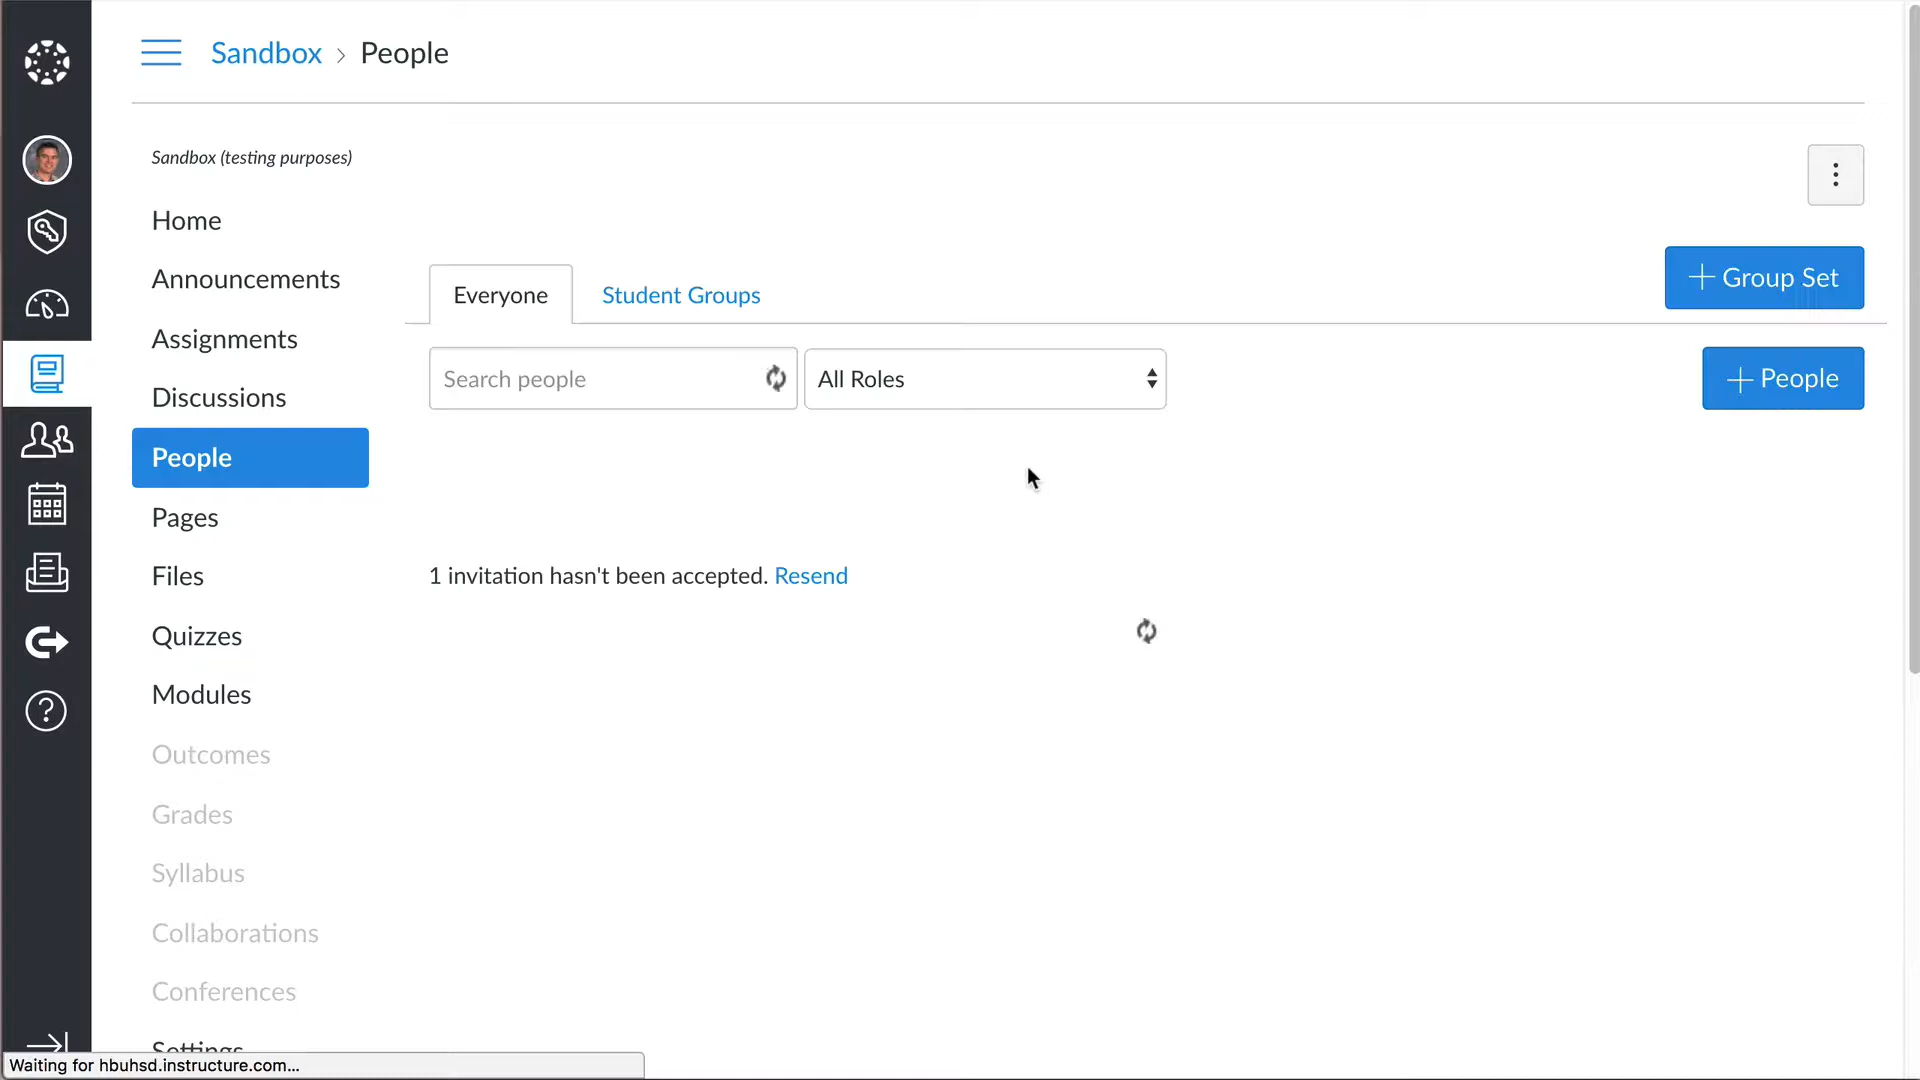 Sandbox › People
Sandbox (testing purposes)
Home
Announcements
Assignments
Discussions
People
Pages
Files
Quizzes
Modules
Outcomes
Grades
Syllabus
Collaborations
Conferences
Settings
Everyone
Student Groups
+ Group Set
Search people
All Roles
+ People
1 invitation hasn't been accepted. Resend
Waiting for hbuhsd.instructure.com...